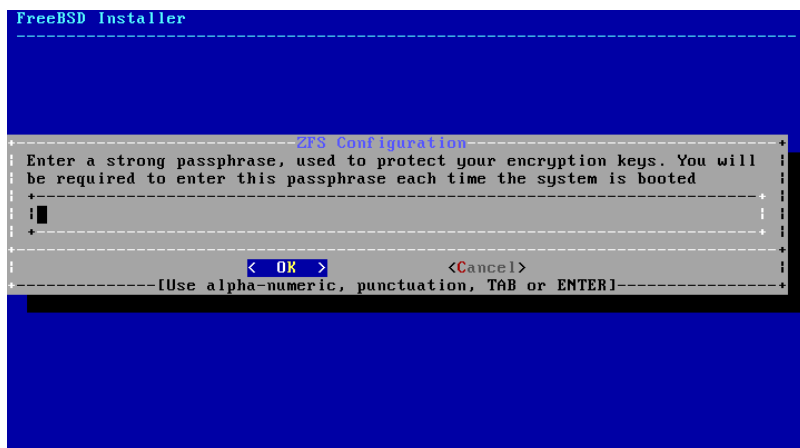 FreeBSD Installer
ZFS Configuration
Enter a strong passphrase, used to protect your encryption keys. You will
be required to enter this passphrase each time the system is booted
< OK > <Cancel>
[Use alpha-numeric, punctuation, TAB or ENTER]